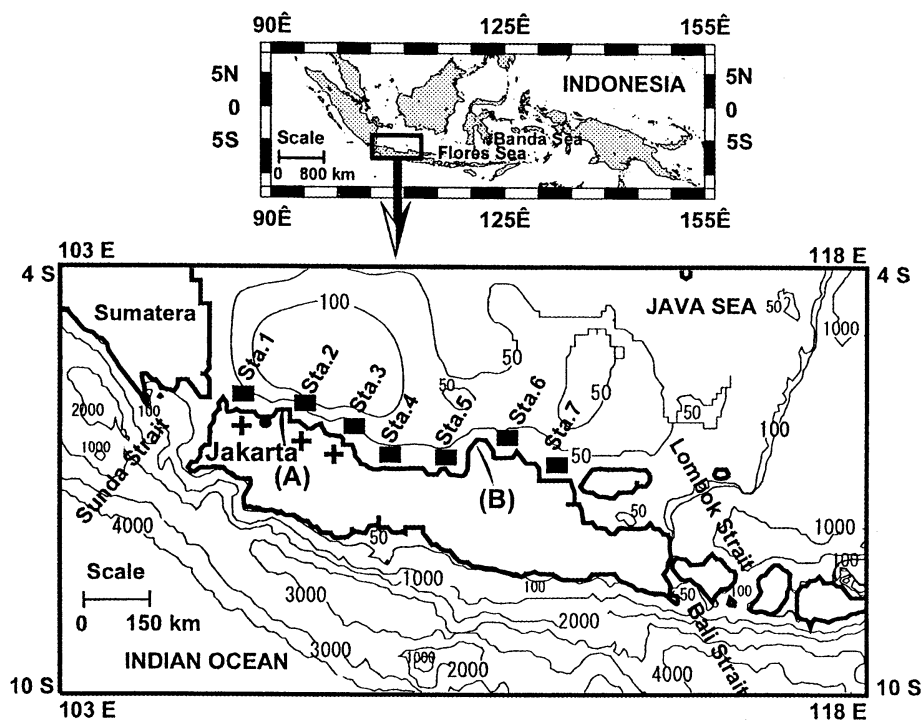 90Ê 125Ê 155Ê
5N INDONESIA 5N
0 0
5S Banda Sea 5S
Scale Flores Sea
0 800 km
90Ê 125Ê 155Ê
103 E 118 E
4 S 4 S
Sumatera 100 JAVA SEA 50
1000
50
Sta.1 Sta.2 Sta.3 Sta.4 Sta.5 Sta.6 Sta.7
50 50 50
100
2000 100
1000
Sunda Strait
Jakarta
(A) (B)
50
Lombok Strait
4000 50 50
1000
100
Scale 1000 100 50 100
0 150 km
3000 2000
Bali Strait
3000 1000 2000 4000
INDIAN OCEAN
10 S 10 S
103 E 118 E